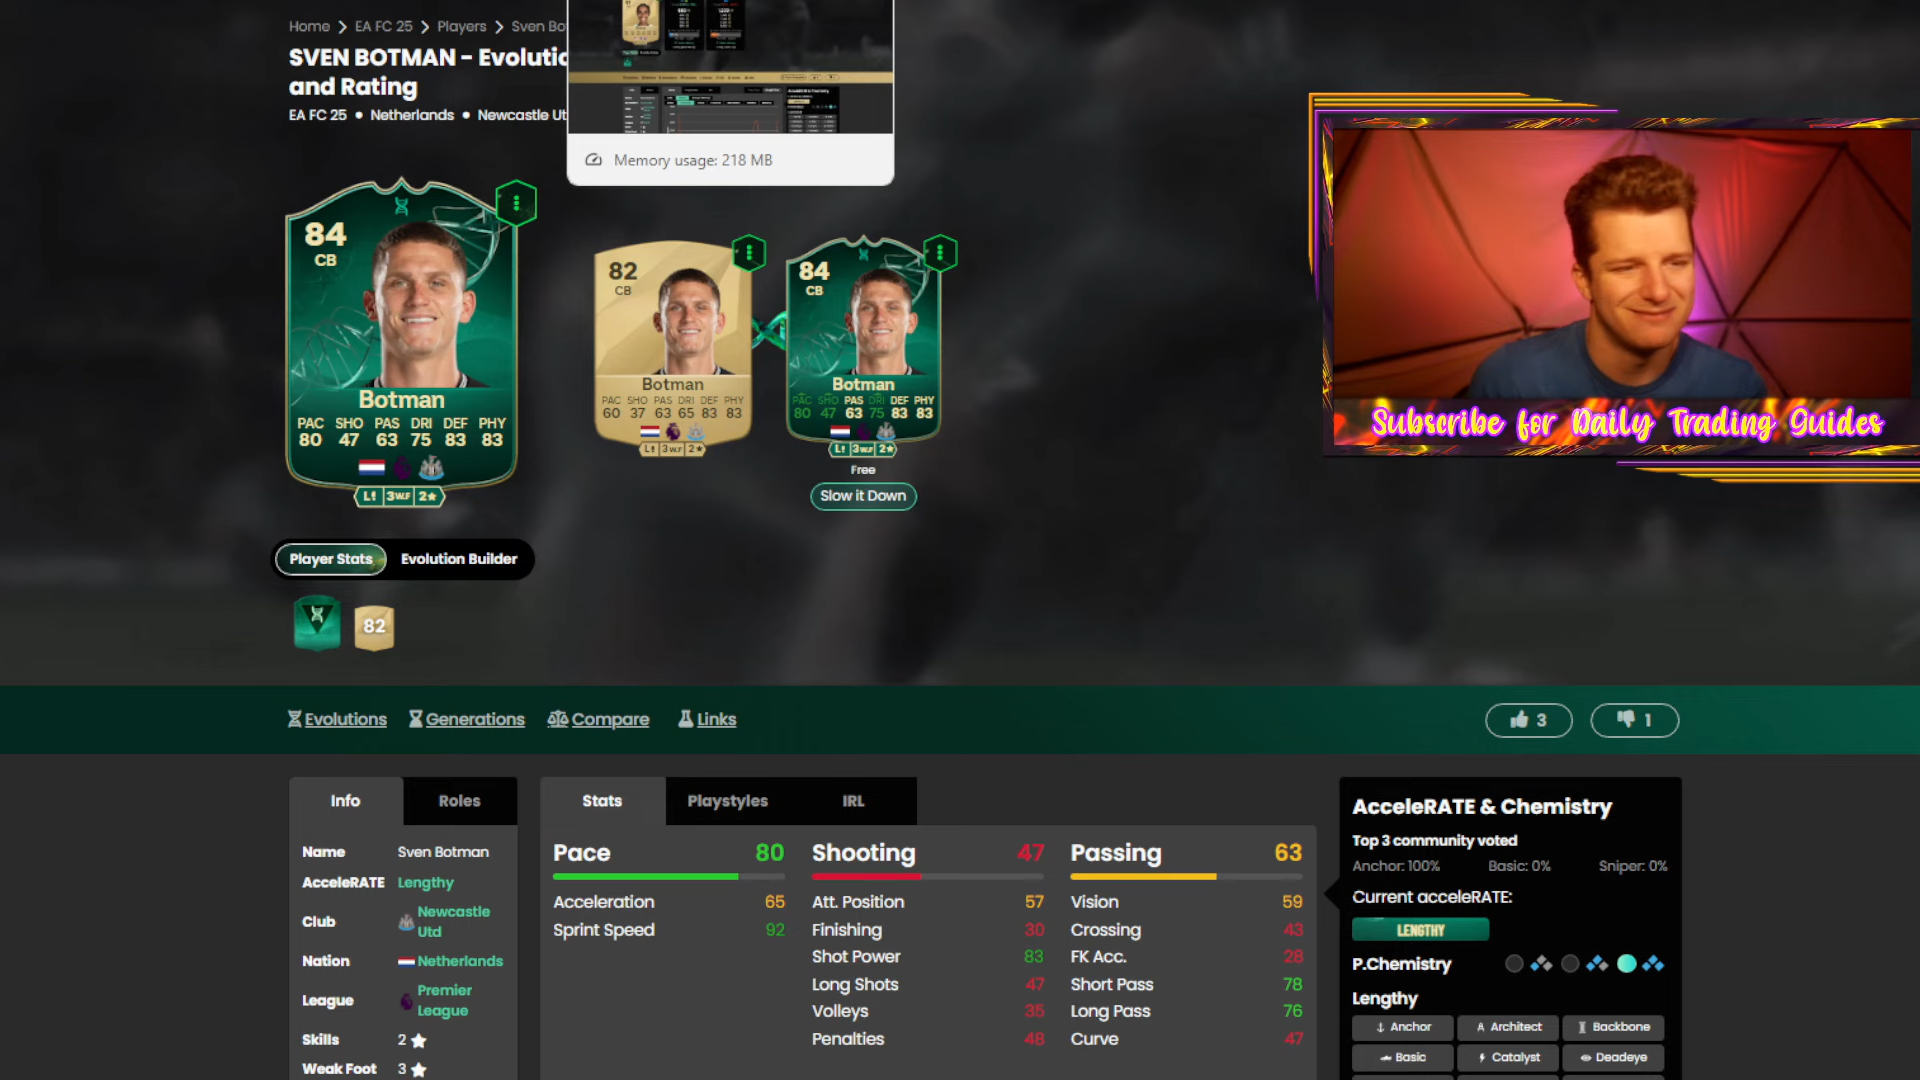 Home > EA FC 25 > Players > Sven Bo
SVEN BOTMAN - Evolutio
and Rating
EA FC 25 • Netherlands • Newcastle Ut
Memory usage: 218 MB
84
CB
Botman
PAC SHO PAS DRI DEF PHY
80 47 63 75 83 83
L! 3W.F 2★
82
CB
Botman
PAC SHO PAS DRI DEF PHY
60 37 63 65 83 83
L! 3W.F 2★
84
CB
Botman
PAC SHO PAS DRI DEF PHY
80 47 63 75 83 83
L! 3W.F 2★
Free
Slow it Down
Subscribe for Daily Trading Guides
Player Stats Evolution Builder
82
Evolutions Generations Compare Links
3 1
Info Roles
Name Sven Botman
AcceleRATE Lengthy
Club Newcastle
Utd
Nation Netherlands
League Premier
League
Skills 2 ★
Weak Foot 3 ★
Stats Playstyles IRL
Pace 80
Acceleration 65
Sprint Speed 92
Shooting 47
Att. Position 57
Finishing 30
Shot Power 83
Long Shots 47
Volleys 35
Penalties 48
Passing 63
Vision 59
Crossing 43
FK Acc. 28
Short Pass 78
Long Pass 76
Curve 47
AcceleRATE & Chemistry
Top 3 community voted
Anchor: 100% Basic: 0% Sniper: 0%
Current acceleRATE:
LENGTHY
P.Chemistry
Lengthy
Anchor Architect Backbone
Basic Catalyst Deadeye